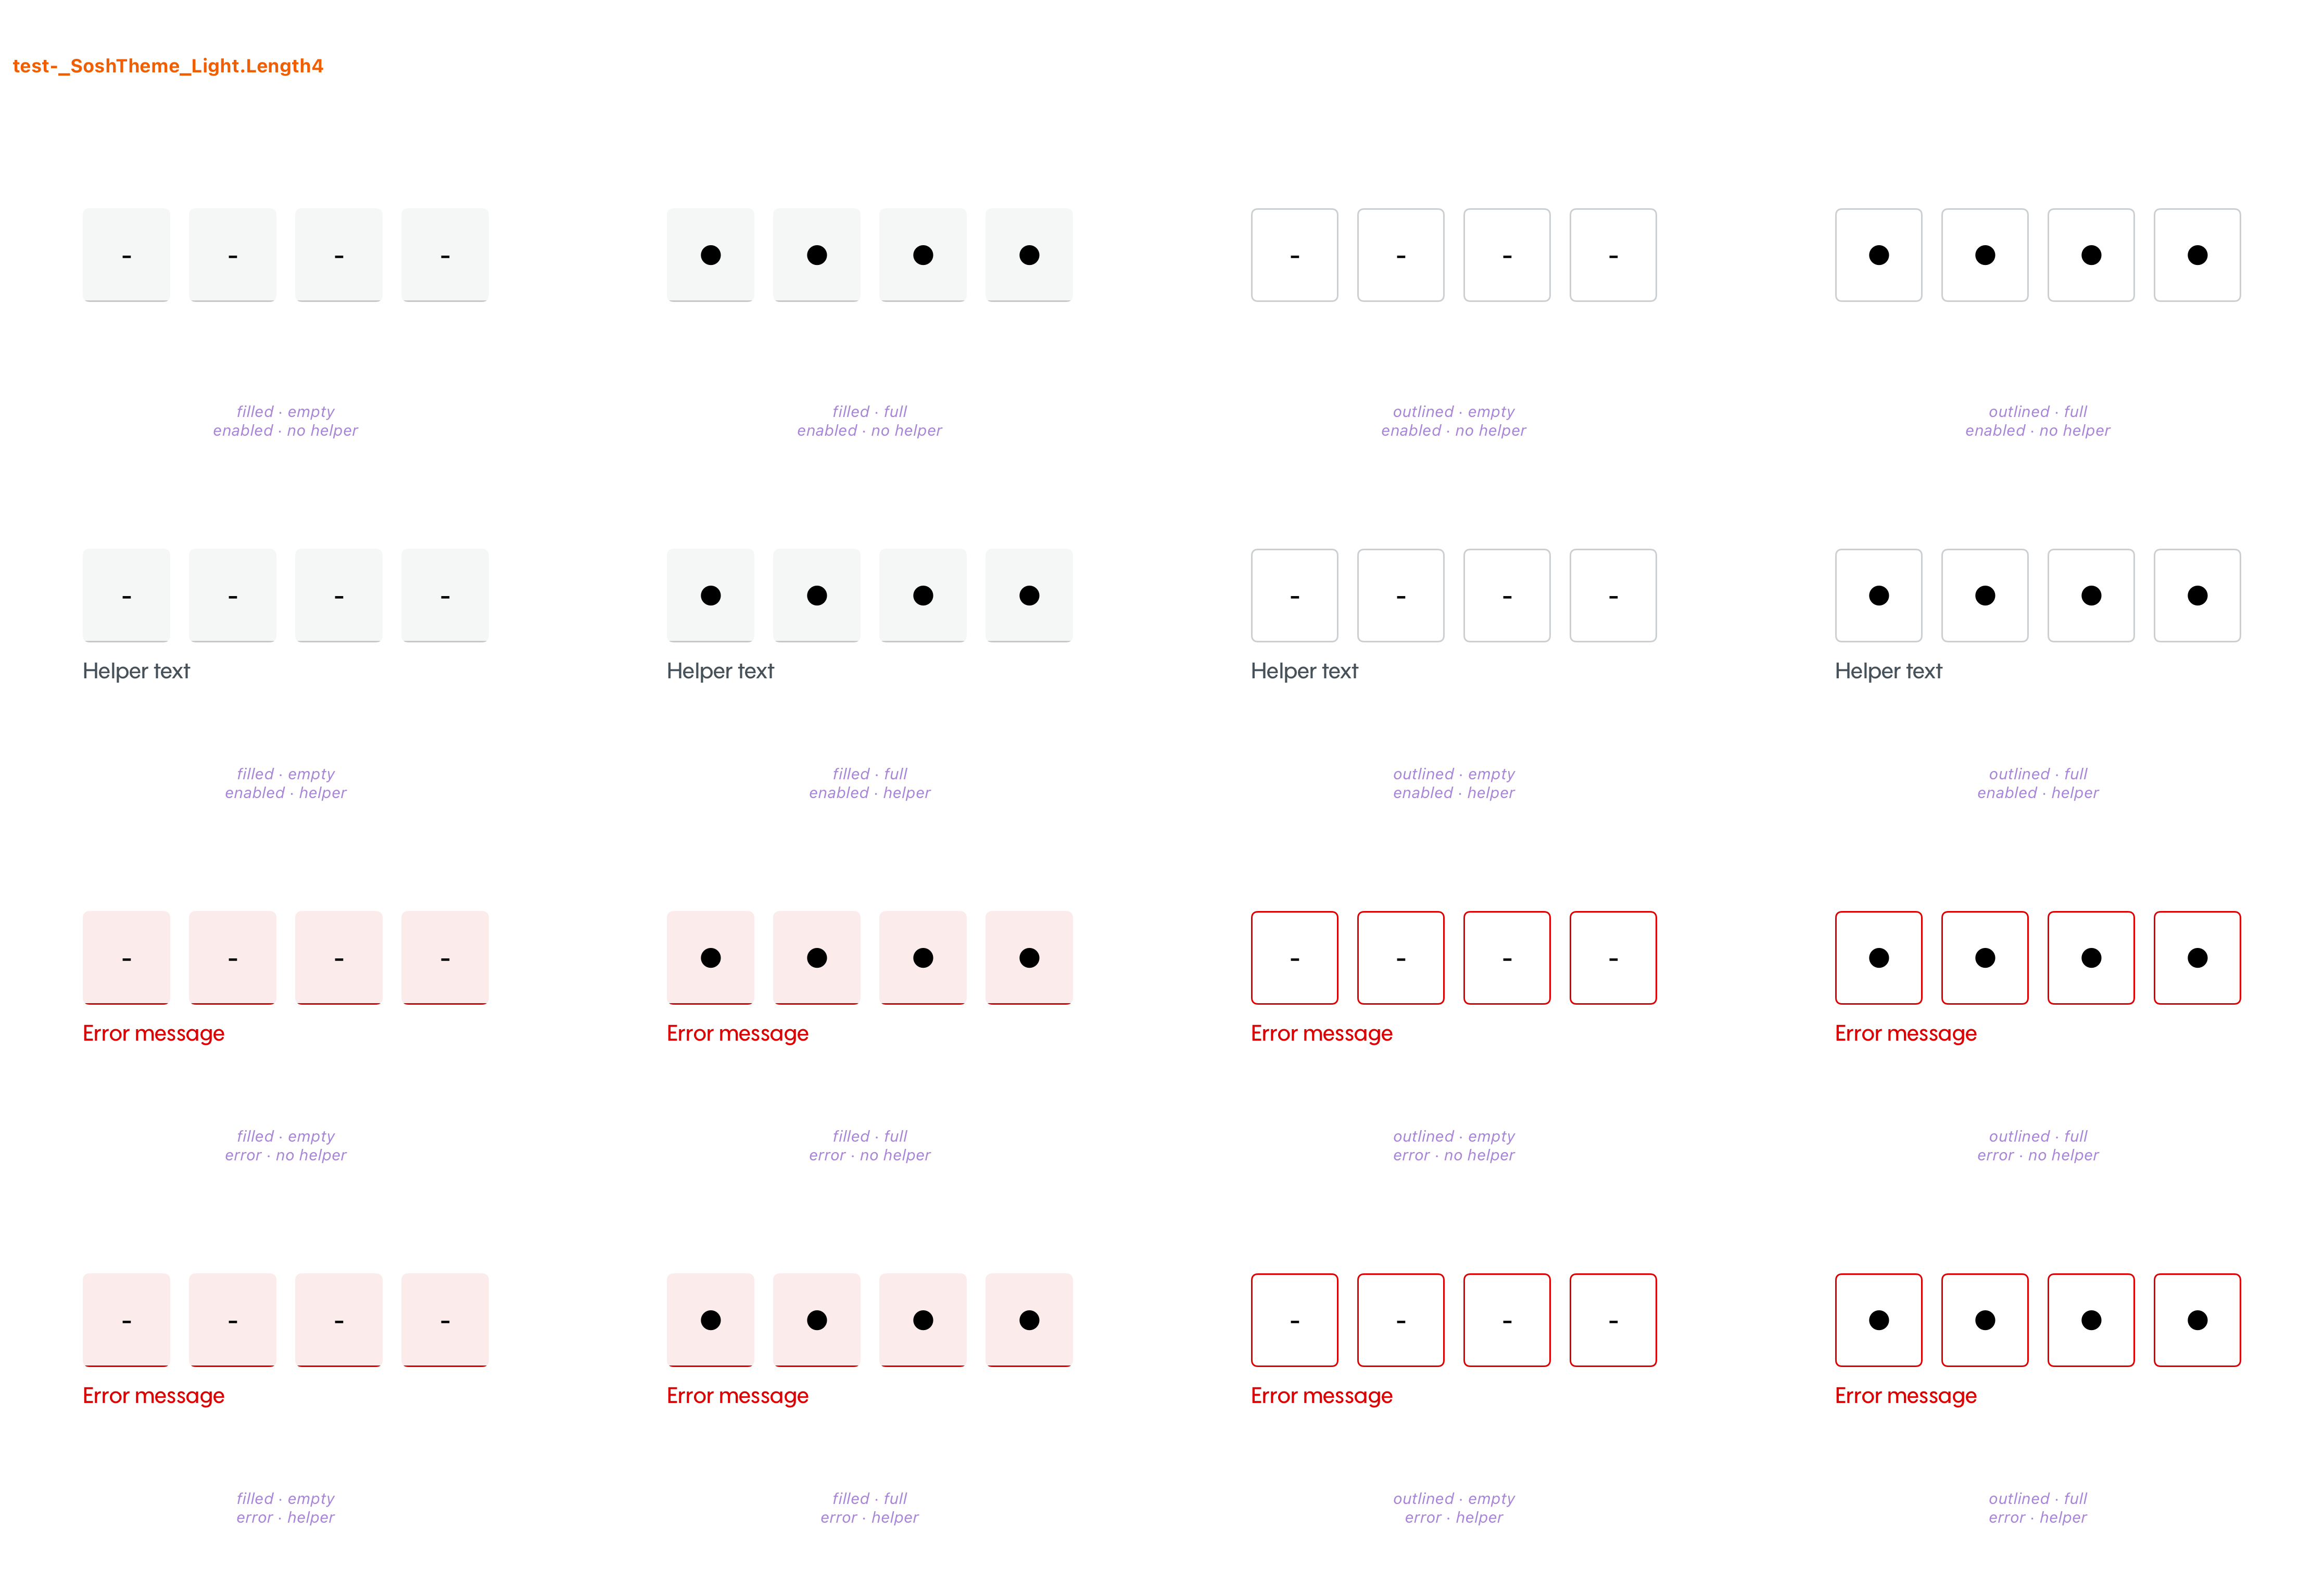 test-_SoshTheme_Light.Length4
- - - - ● ● ● ● - - - - ● ● ● ●
filled · empty filled · full outlined · empty outlined · full
enabled · no helper enabled · no helper enabled · no helper enabled · no helper
- - - - ● ● ● ● - - - - ● ● ● ●
Helper text Helper text Helper text Helper text
filled · empty filled · full outlined · empty outlined · full
enabled · helper enabled · helper enabled · helper enabled · helper
- - - - ● ● ● ● - - - - ● ● ● ●
Error message Error message Error message Error message
filled · empty filled · full outlined · empty outlined · full
error · no helper error · no helper error · no helper error · no helper
- - - - ● ● ● ● - - - - ● ● ● ●
Error message Error message Error message Error message
filled · empty filled · full outlined · empty outlined · full
error · helper error · helper error · helper error · helper